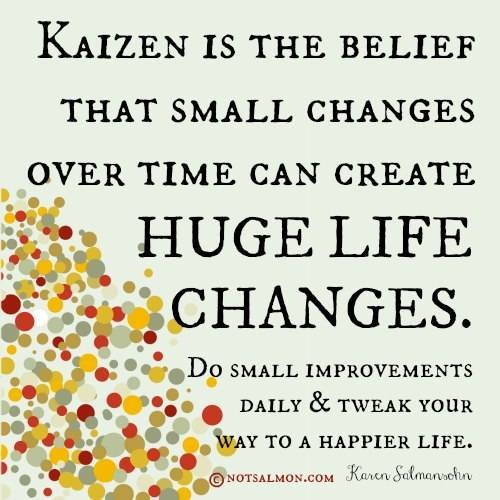 Kaizen is the belief
that small changes
over time can create
HUGE LIFE
CHANGES.
Do small improvements
daily & tweak your
way to a happier life.
© NOTSALMON.COM Karen Salmansohn